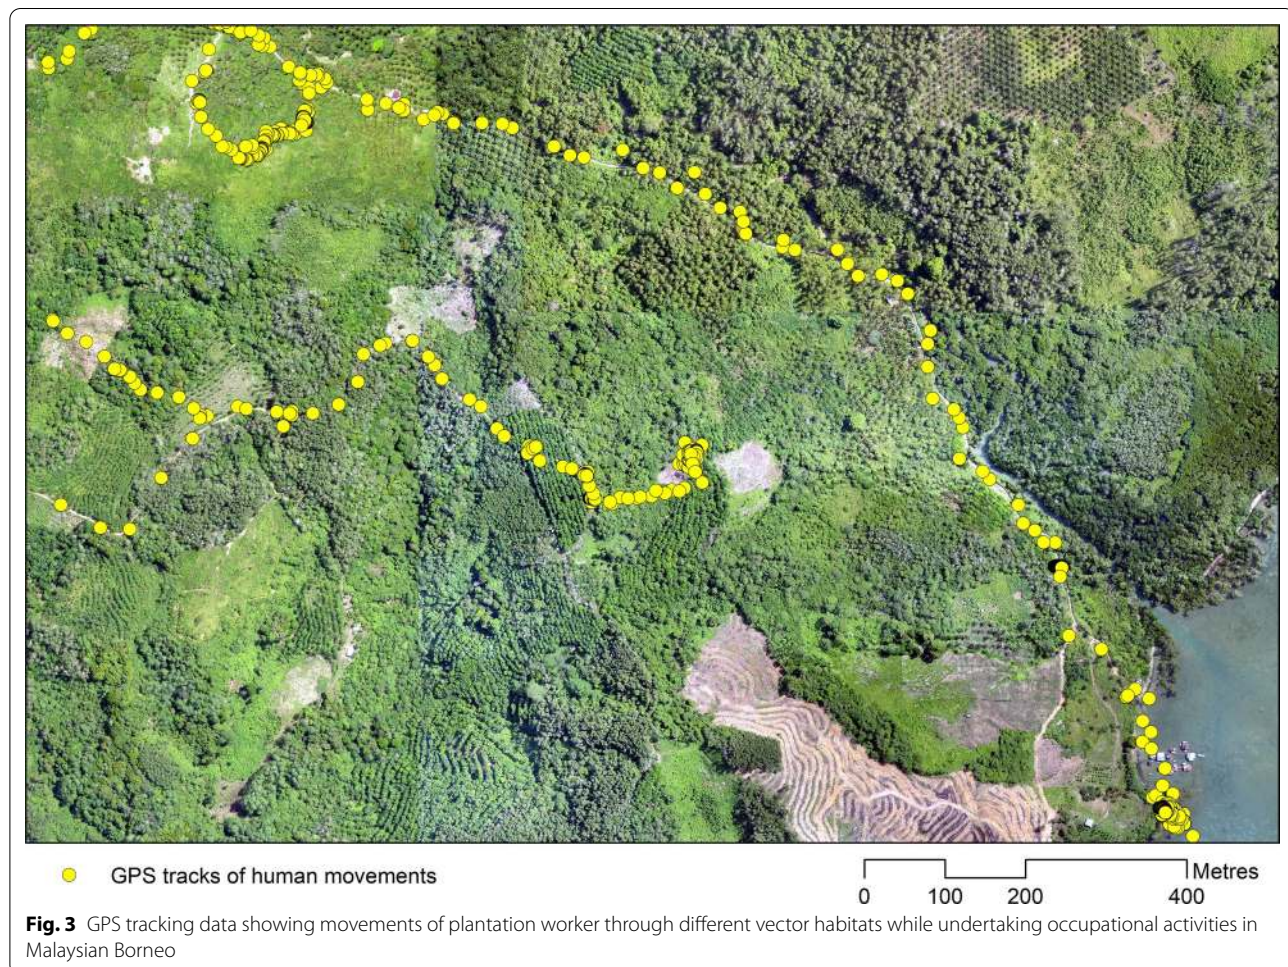 GPS tracks of human movements
Metres
0 100 200 400
Fig. 3 GPS tracking data showing movements of plantation worker through different vector habitats while undertaking occupational activities in
Malaysian Borneo